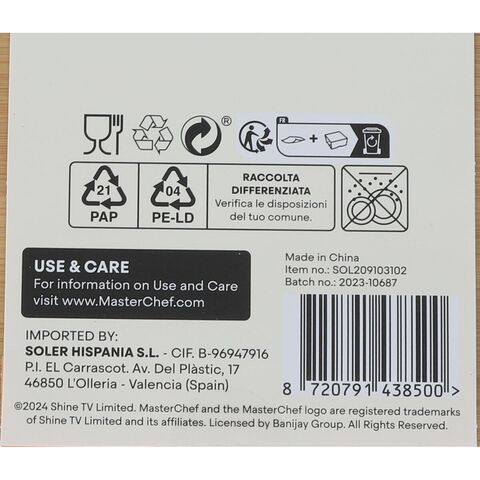 ®
FR
+
21
PAP
04
PE-LD
RACCOLTA
DIFFERENZIATA
Verifica le disposizioni
del tuo comune.
USE & CARE
For information on Use and Care
visit www.MasterChef.com
Made in China
Item no.: SOL209103102
Batch no.: 2023-10687
IMPORTED BY:
SOLER HISPANIA S.L. - CIF. B-96947916
P.I. EL Carrascot. Av. Del Plàstic, 17
46850 L'Olleria - Valencia (Spain)
8 720791 438500 >
©2024 Shine TV Limited. MasterChef and the MasterChef logo are registered trademarks
of Shine TV Limited and its affiliates. Licensed by Banijay Group. All Rights Reserved.